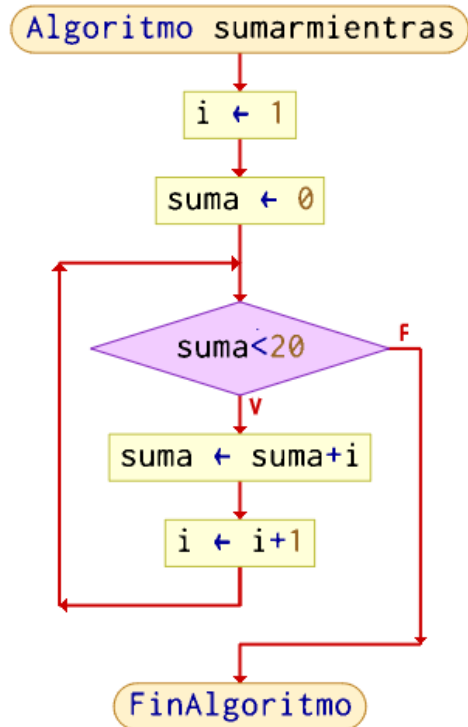 Algoritmo sumarmientras
i ← 1
suma ← 0
suma<20
F
V
suma ← suma+i
i ← i+1
FinAlgoritmo